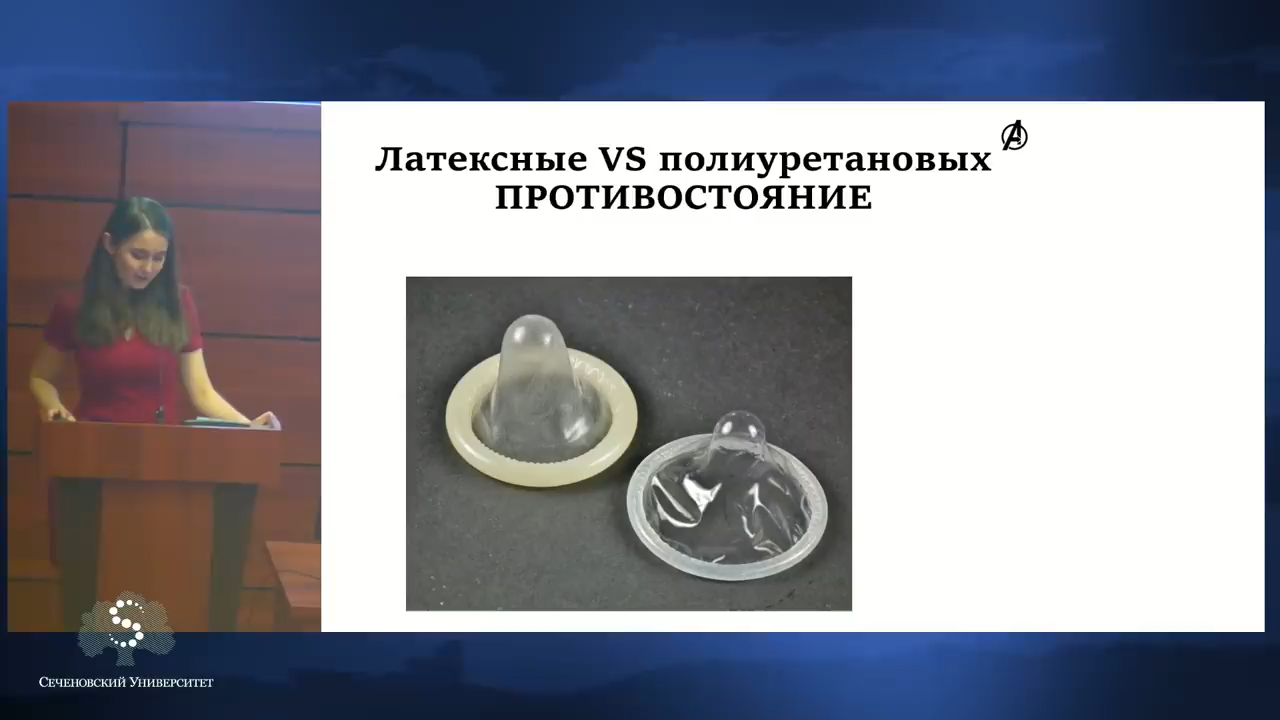 Латексные VS полиуретановых
ПРОТИВОСТОЯНИЕ
Сеченовский Университет